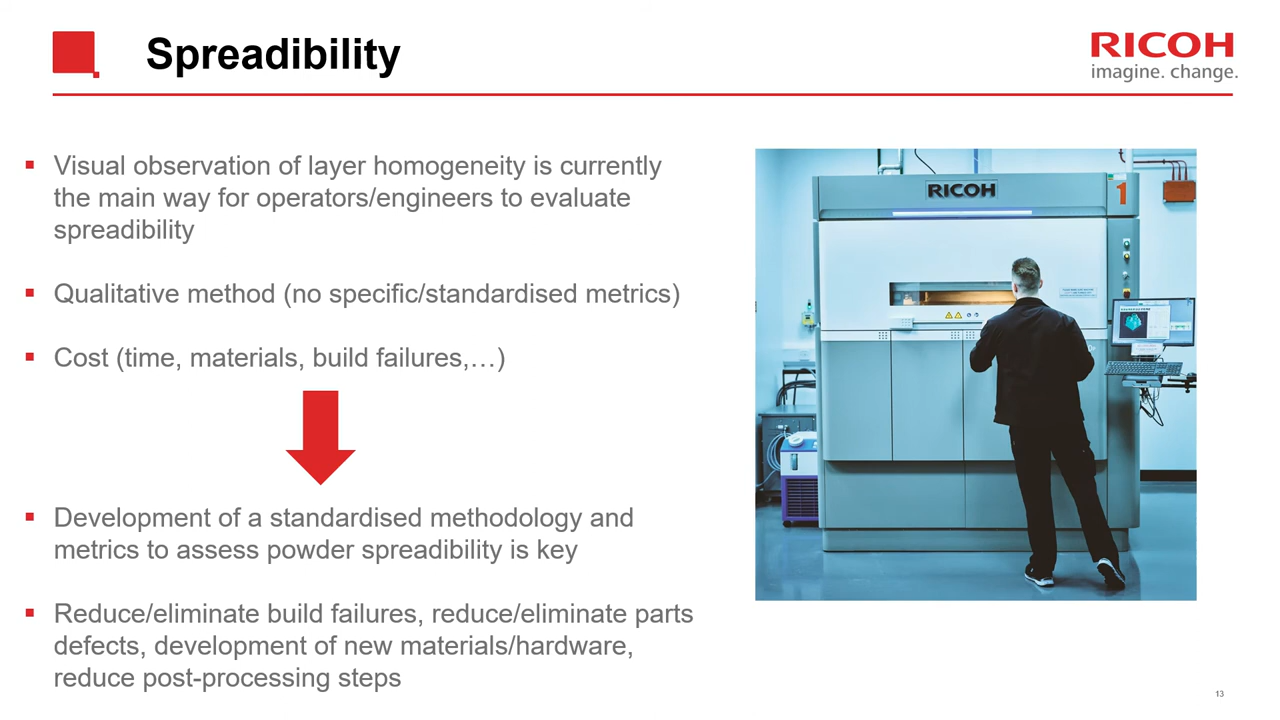 Spreadibility
RICOH
imagine. change.
▪ Visual observation of layer homogeneity is currently
the main way for operators/engineers to evaluate
spreadibility
▪ Qualitative method (no specific/standardised metrics)
▪ Cost (time, materials, build failures,…)
▪ Development of a standardised methodology and
metrics to assess powder spreadibility is key
▪ Reduce/eliminate build failures, reduce/eliminate parts
defects, development of new materials/hardware,
reduce post-processing steps
RICOH
1
13